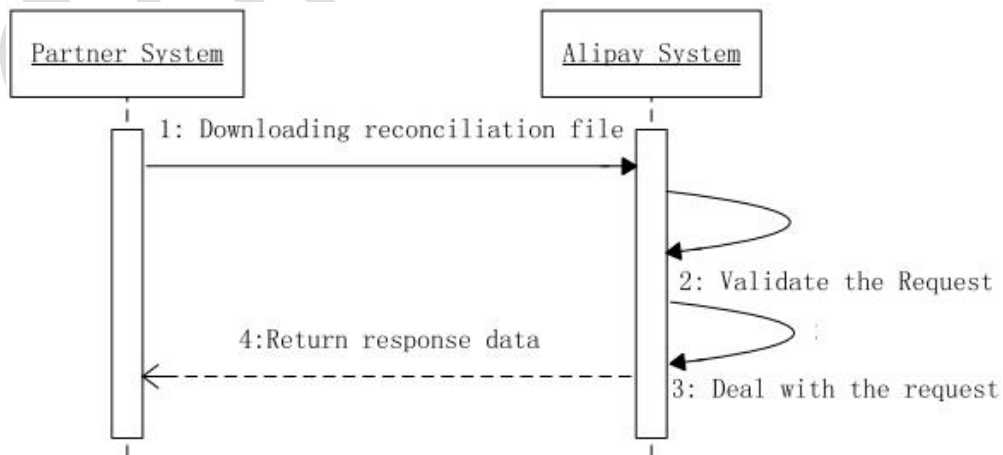 Partner System
Alipay System
1: Downloading reconciliation file
2: Validate the Request
4:Return response data
3: Deal with the request